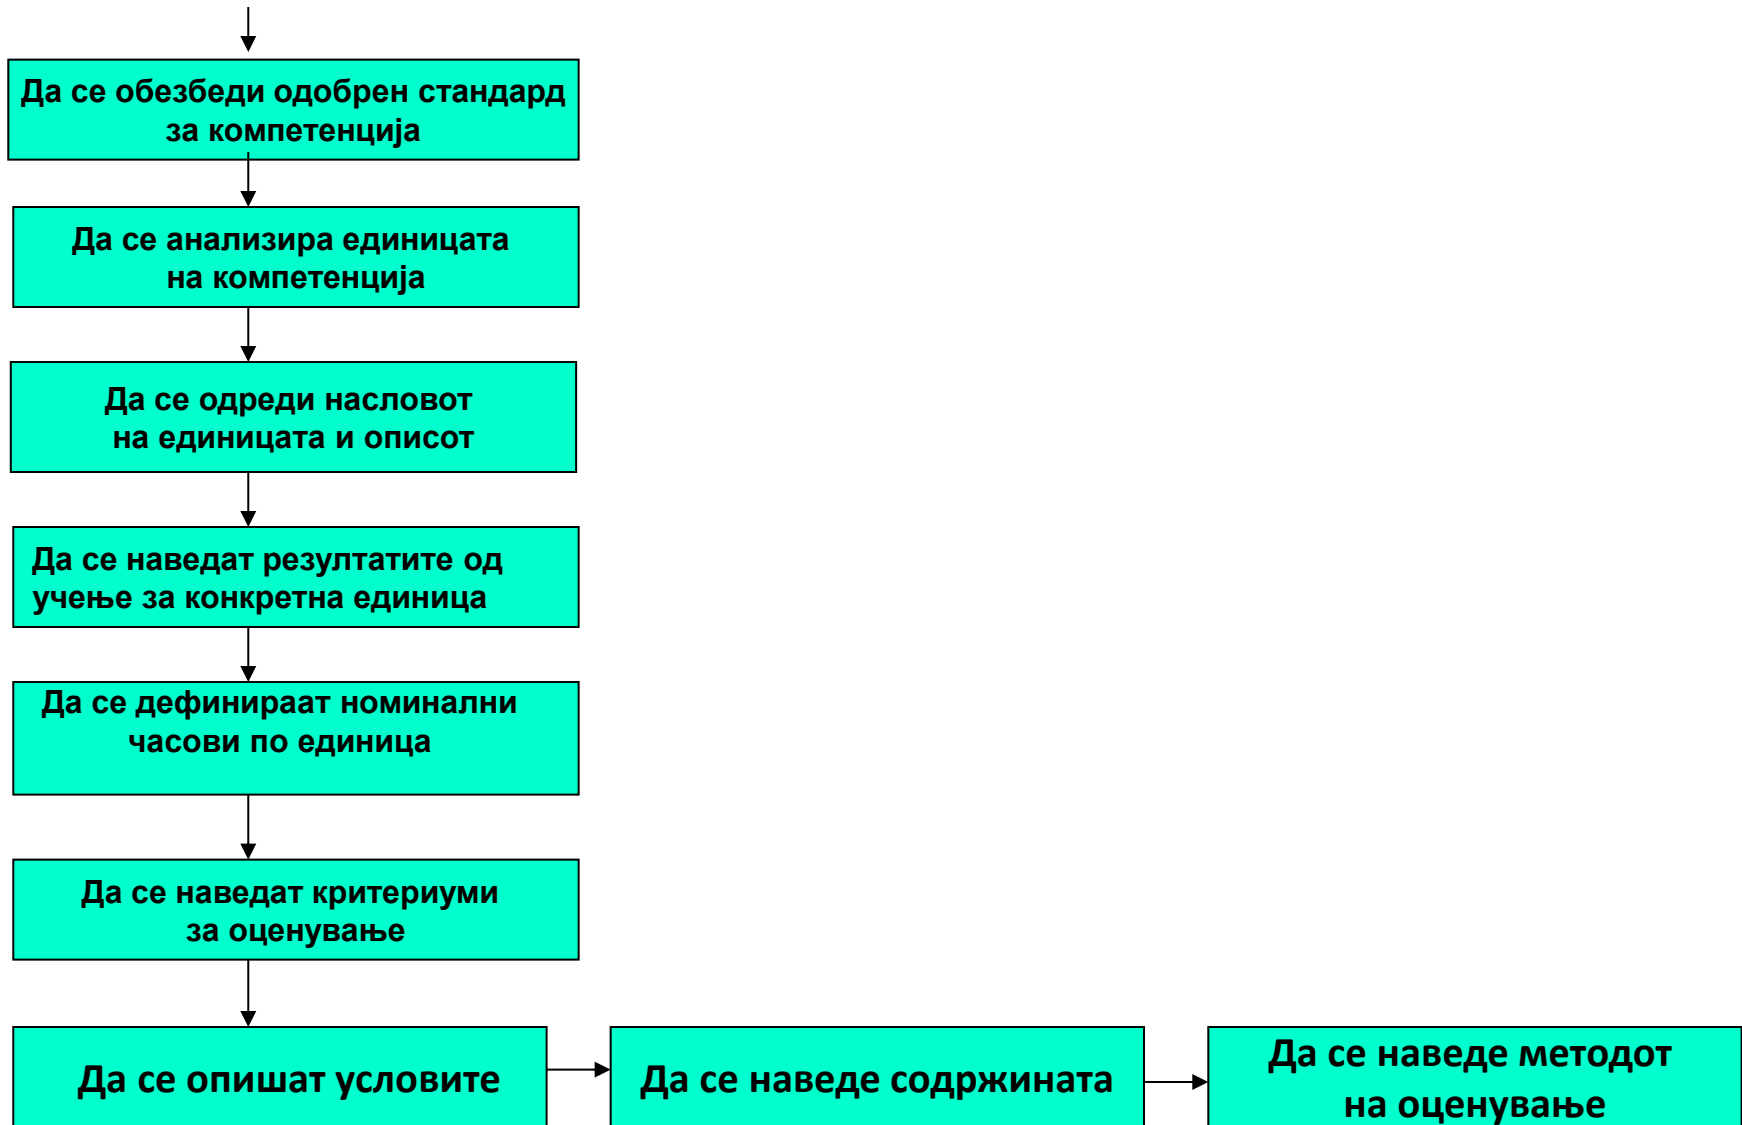 Да се обезбеди одобрен стандард
за компетенција
Да се анализира единицата
на компетенција
Да се одреди насловот
на единицата и описот
Да се наведат резултатите од
учење за конкретна единица
Да се дефинираат номинални
часови по единица
Да се наведат критериуми
за оценување
Да се опишат условите
Да се наведе содржината
Да се наведе методот
на оценување